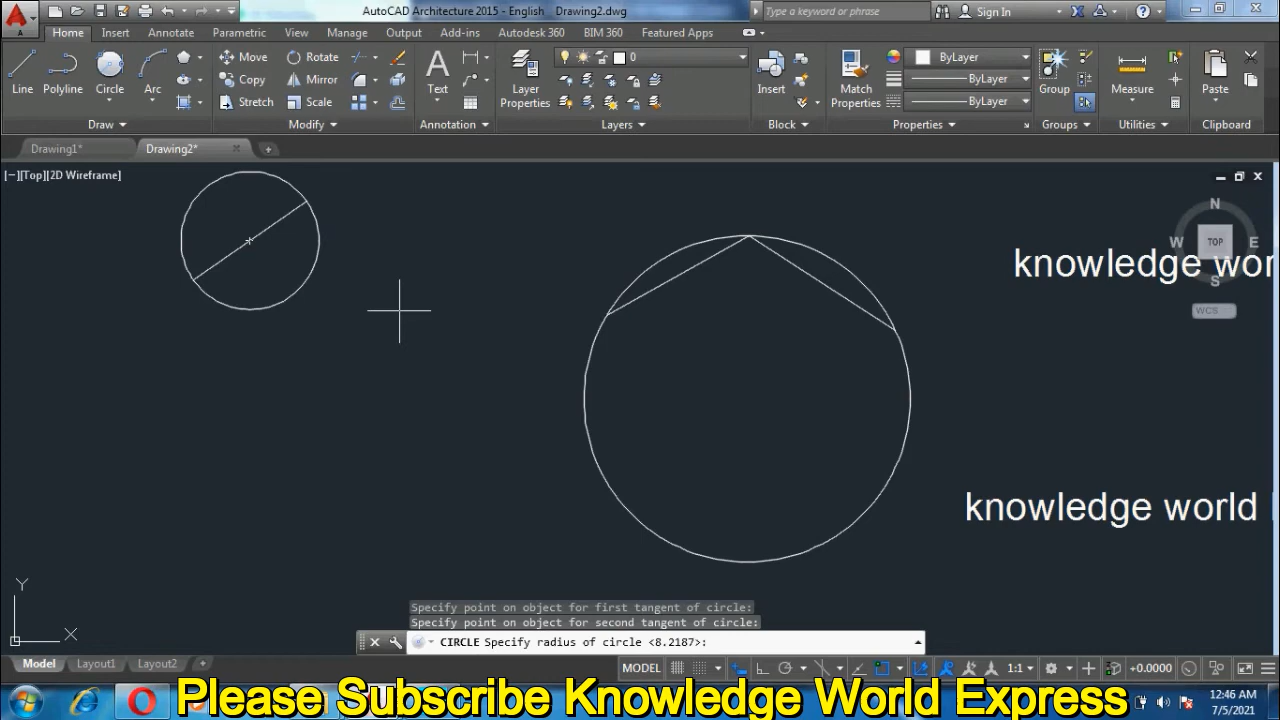 AutoCAD Architecture 2015 - English Drawing2.dwg
Type a keyword or phrase
Sign In
Home Insert Annotate Parametric View Manage Output Add-ins Autodesk 360 BIM 360 Featured Apps
Line
Polyline
Circle
Arc
Move
Rotate
Copy
Mirror
Stretch
Scale
Text
Layer
Properties
0
Insert
Match
Properties
ByLayer
ByLayer
ByLayer
Group
Measure
Paste
Draw
Modify
Annotation
Layers
Block
Properties
Groups
Utilities
Clipboard
Drawing1*
Drawing2*
[−][Top][2D Wireframe]
N
W TOP E
S
WCS
knowledge wor
knowledge world
Y
X
Specify point on object for first tangent of circle:
Specify point on object for second tangent of circle:
CIRCLE Specify radius of circle <8.2187>:
Model Layout1 Layout2
MODEL
1:1
+0.0000
12:46 AM
7/5/2021
Please Subscribe Knowledge World Express